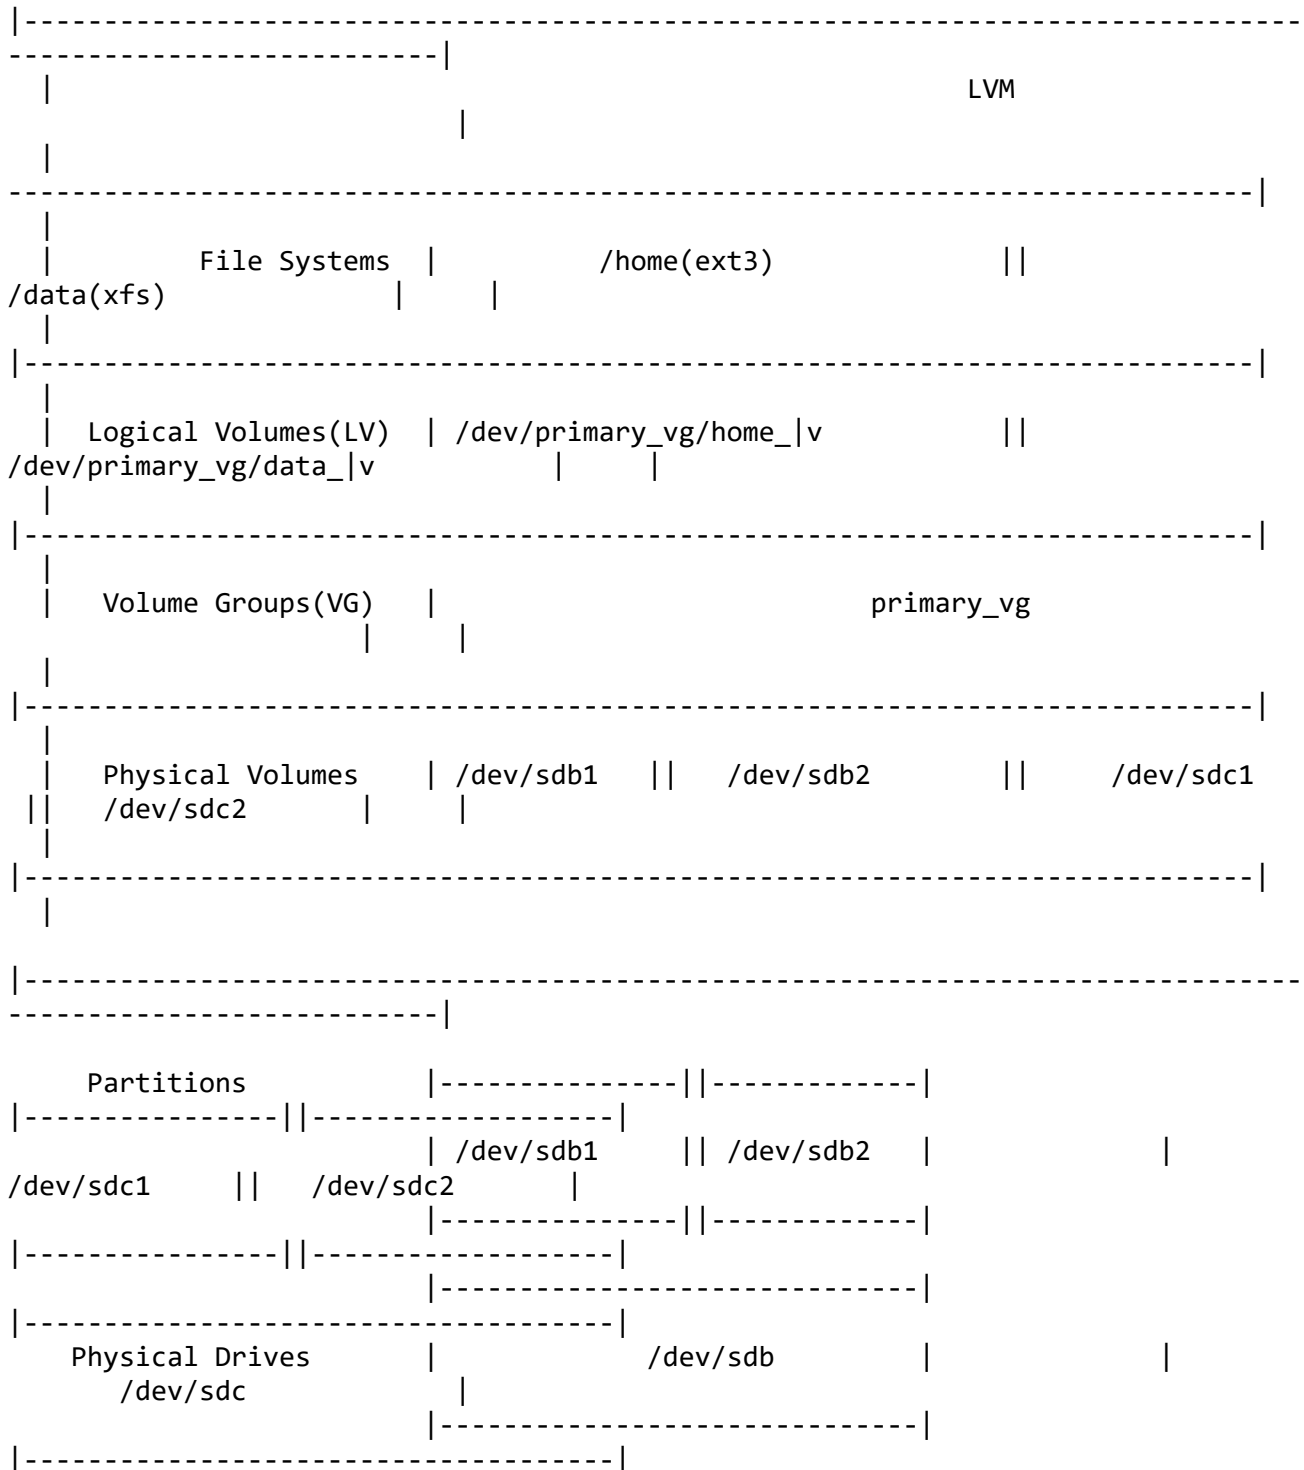 |--------------------------------------------------------------------------------
---------------------------|
| LVM
|
|
------------------------------------------------------------------------------|
|
| File Systems | /home(ext3) ||
/data(xfs) | |
|
|-----------------------------------------------------------------------------|
|
| Logical Volumes(LV) | /dev/primary_vg/home_|v ||
/dev/primary_vg/data_|v | |
|
|-----------------------------------------------------------------------------|
|
| Volume Groups(VG) | primary_vg
| |
|
|-----------------------------------------------------------------------------|
|
| Physical Volumes | /dev/sdb1 || /dev/sdb2 || /dev/sdc1
|| /dev/sdc2 | |
|
|-----------------------------------------------------------------------------|
|
|--------------------------------------------------------------------------------
---------------------------|
Partitions |---------------||-------------|
|----------------||-------------------|
| /dev/sdb1 || /dev/sdb2 | |
/dev/sdc1 || /dev/sdc2 |
|---------------||-------------|
|----------------||-------------------|
|------------------------------|
|-------------------------------------|
Physical Drives | /dev/sdb | |
/dev/sdc |
|------------------------------|
|-------------------------------------|